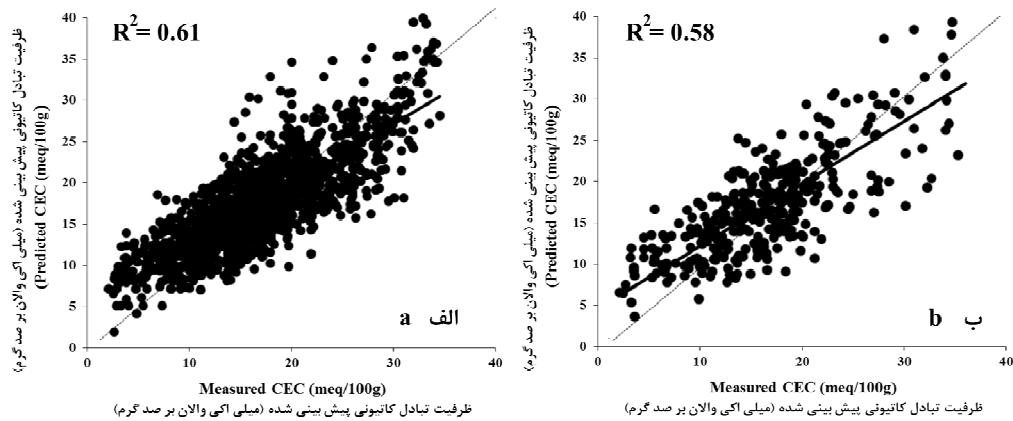 R²= 0.61
ظرفیت تبادل کاتیونی پیش بینی شده (میلی اکی والان بر صد گرم)
(Predicted CEC (meq/100g)
40
35
30
25
20
15
10
5
0
0 10 20 30 40
a الف
Measured CEC (meq/100g)
ظرفیت تبادل کاتیونی پیش بینی شده (میلی اکی والان بر صد گرم)
R²= 0.58
ظرفیت تبادل کاتیونی پیش بینی شده (میلی اکی والان بر صد گرم)
(Predicted CEC (meq/100g)
40
35
30
25
20
15
10
5
0
0 10 20 30 40
b ب
Measured CEC (meq/100g)
ظرفیت تبادل کاتیونی پیش بینی شده (میلی اکی والان بر صد گرم)